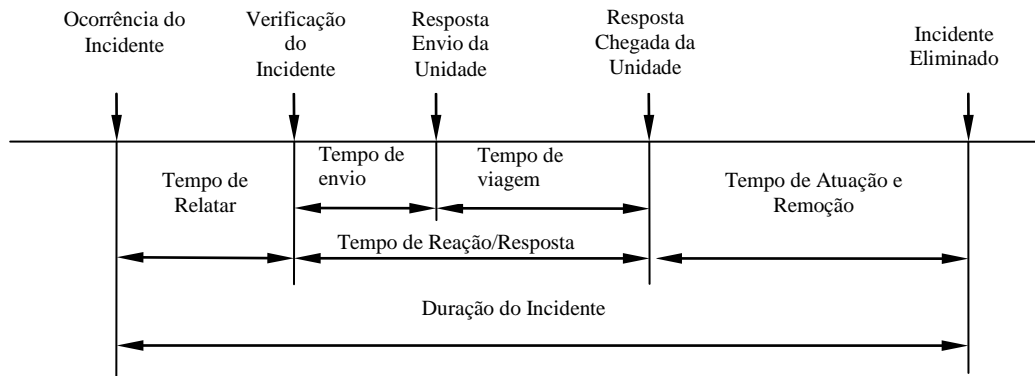 Ocorrência do
Incidente
Verificação
do
Incidente
Resposta
Envio da
Unidade
Resposta
Chegada da
Unidade
Incidente
Eliminado
Tempo de
Relatar
Tempo de
envio
Tempo de
viagem
Tempo de Atuação e
Remoção
Tempo de Reação/Resposta
Duração do Incidente